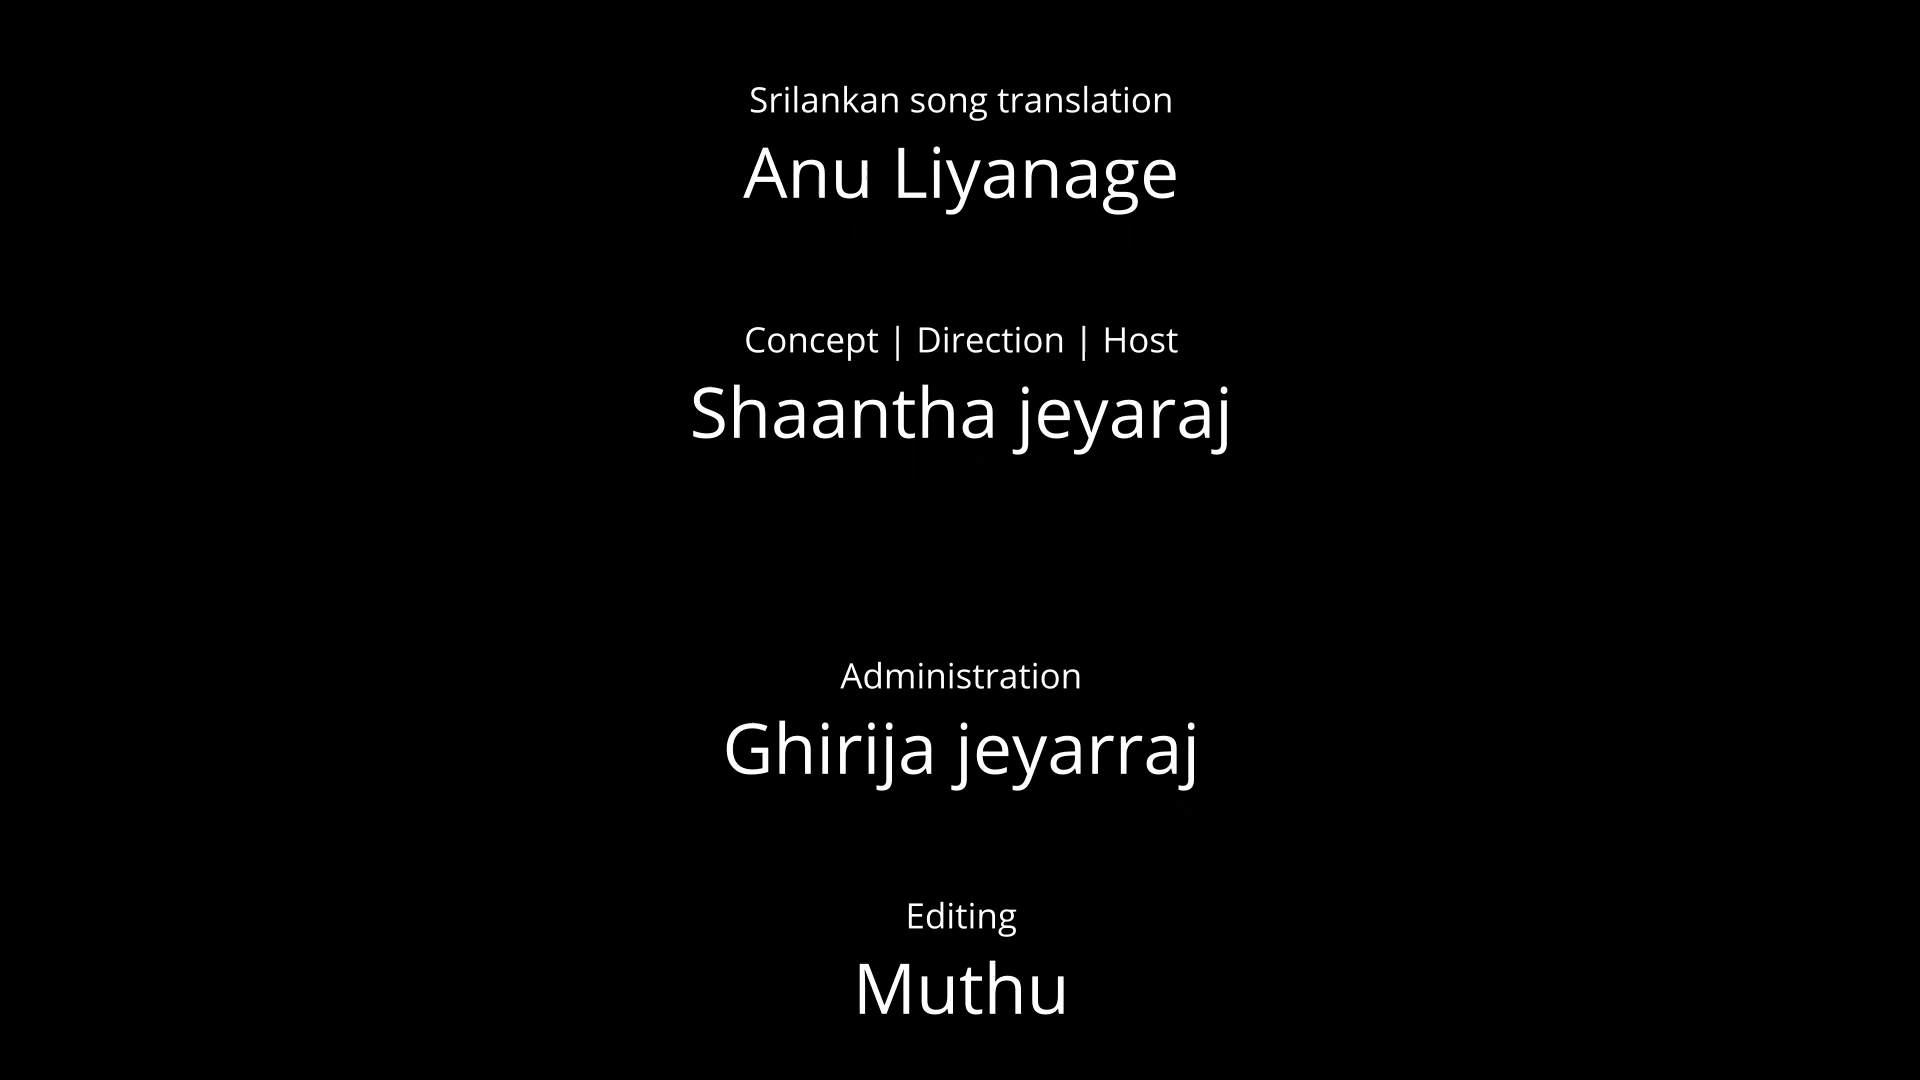 Srilankan song translation
Anu Liyanage
Concept | Direction | Host
Shaantha jeyaraj
Administration
Ghirija jeyarraj
Editing
Muthu